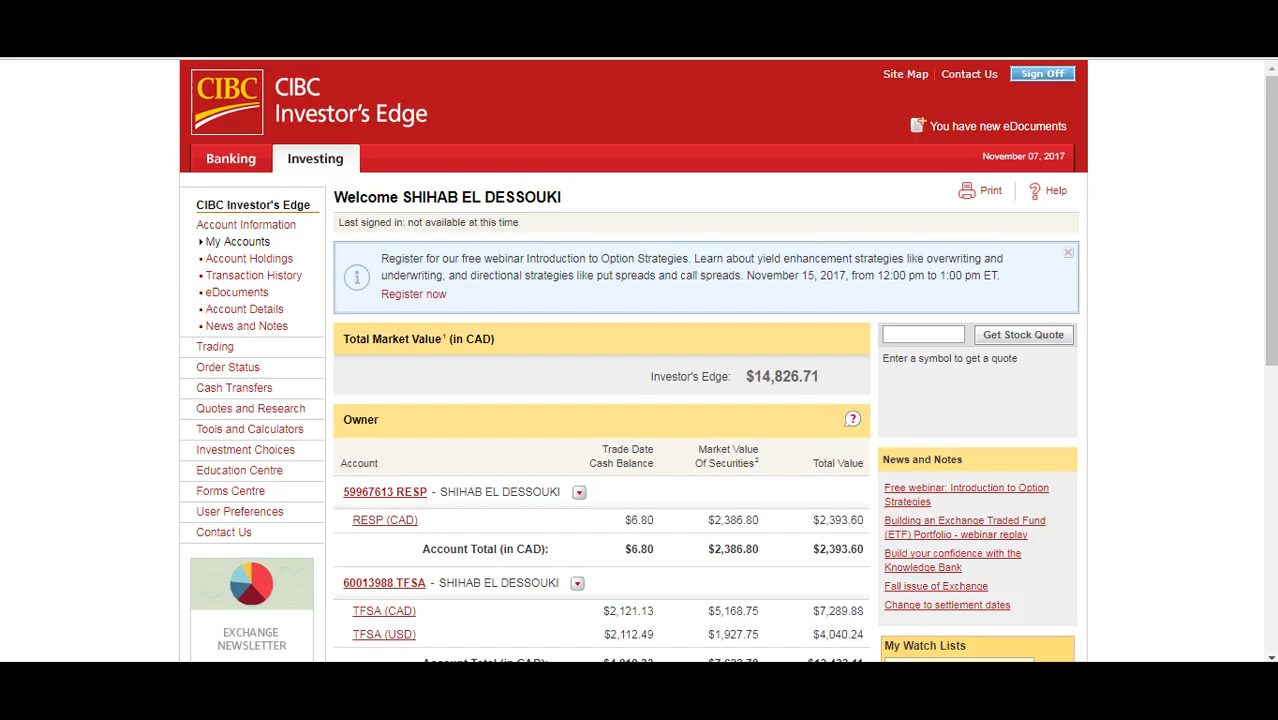 CIBC
CIBC
Investor's Edge
Site Map
Contact Us
Sign Off
You have new eDocuments
Banking
Investing
November 07, 2017
CIBC Investor's Edge
Account Information
My Accounts
Account Holdings
Transaction History
eDocuments
Account Details
News and Notes
Trading
Order Status
Cash Transfers
Quotes and Research
Tools and Calculators
Investment Choices
Education Centre
Forms Centre
User Preferences
Contact Us
EXCHANGE
NEWSLETTER
Welcome SHIHAB EL DESSOUKI
Print
Help
Last signed in: not available at this time
Register for our free webinar Introduction to Option Strategies. Learn about yield enhancement strategies like overwriting and
underwriting, and directional strategies like put spreads and call spreads. November 15, 2017, from 12:00 pm to 1:00 pm ET.
Register now
Total Market Value¹ (in CAD)
Investor's Edge: $14,826.71
Owner
Account
Trade Date
Cash Balance
Market Value
Of Securities²
Total Value
59967613 RESP - SHIHAB EL DESSOUKI
RESP (CAD) $6.80 $2,386.80 $2,393.60
Account Total (in CAD): $6.80 $2,386.80 $2,393.60
60013988 TFSA - SHIHAB EL DESSOUKI
TFSA (CAD) $2,121.13 $5,168.75 $7,289.88
TFSA (USD) $2,112.49 $1,927.75 $4,040.24
Account Total (in CAD):
Get Stock Quote
Enter a symbol to get a quote
News and Notes
Free webinar: Introduction to Option
Strategies
Building an Exchange Traded Fund
(ETF) Portfolio - webinar replay
Build your confidence with the
Knowledge Bank
Fall issue of Exchange
Change to settlement dates
My Watch Lists